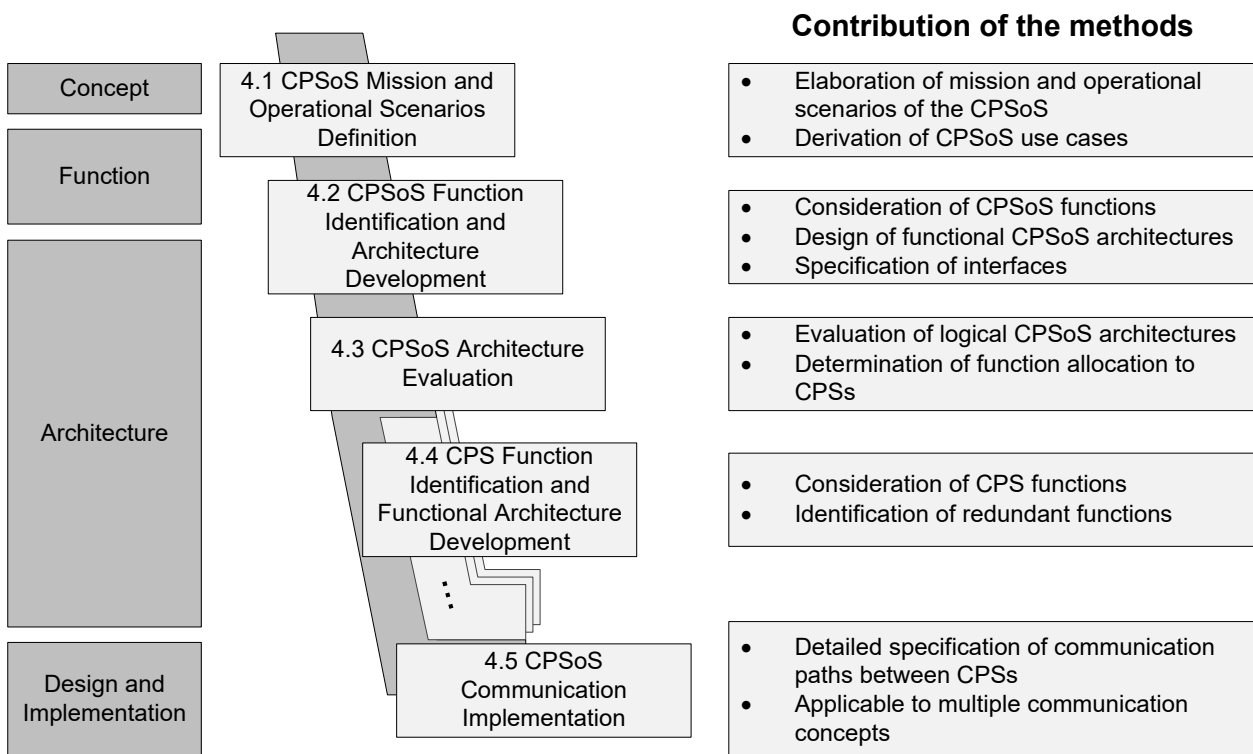 Contribution of the methods
Concept
4.1 CPSoS Mission and
Operational Scenarios
Definition
• Elaboration of mission and operational
scenarios of the CPSoS
• Derivation of CPSoS use cases
Function
4.2 CPSoS Function
Identification and
Architecture
Development
• Consideration of CPSoS functions
• Design of functional CPSoS architectures
• Specification of interfaces
Architecture
4.3 CPSoS Architecture
Evaluation
• Evaluation of logical CPSoS architectures
• Determination of function allocation to
CPSs
4.4 CPS Function
Identification and
Functional Architecture
Development
• Consideration of CPS functions
• Identification of redundant functions
...
Design and
Implementation
4.5 CPSoS
Communication
Implementation
• Detailed specification of communication
paths between CPSs
• Applicable to multiple communication
concepts